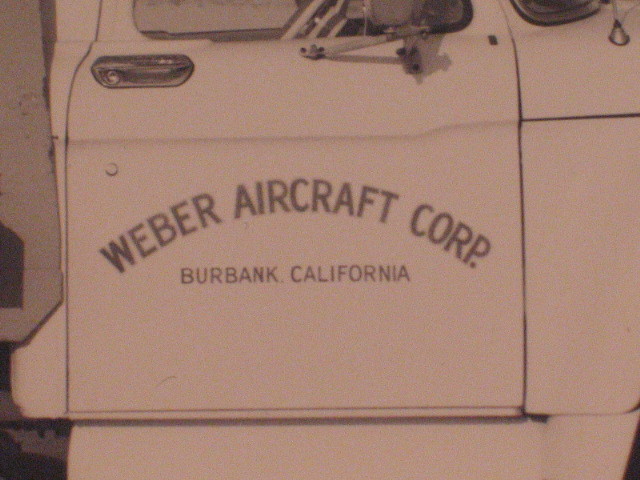 WEBER AIRCRAFT CORP.
BURBANK, CALIFORNIA